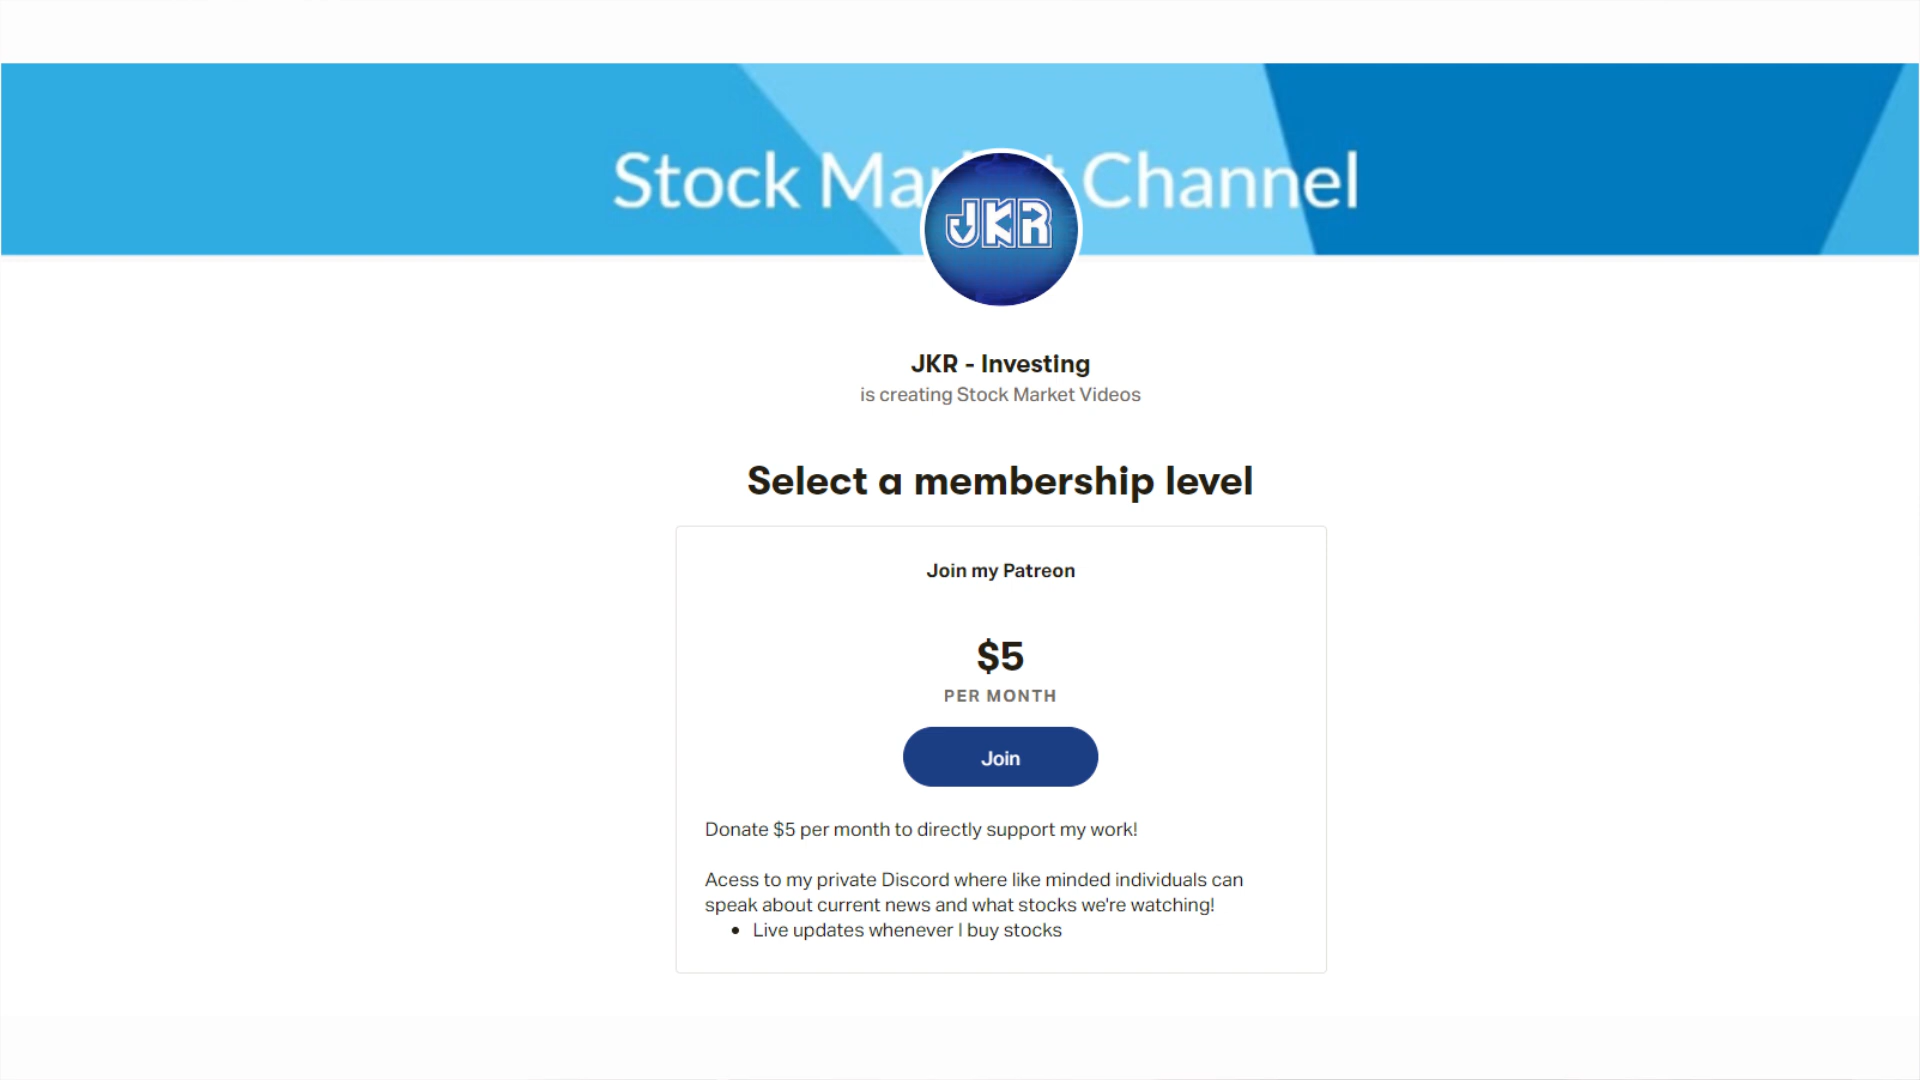 Stock Channel
JKR
JKR - Investing
is creating Stock Market Videos
Select a membership level
Join my Patreon
$5
PER MONTH
Join
Donate $5 per month to directly support my work!
Acess to my private Discord where like minded individuals can
speak about current news and what stocks we're watching!
• Live updates whenever I buy stocks